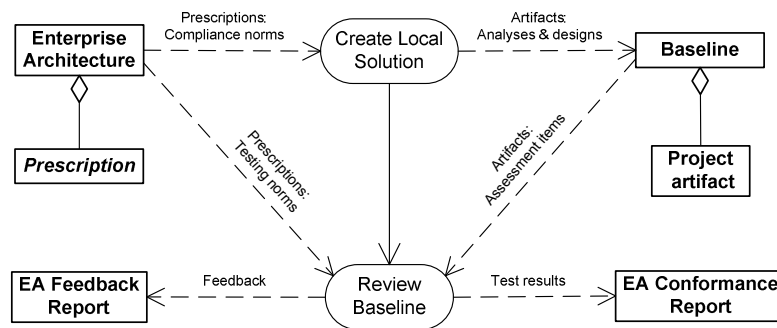 Enterprise
Architecture
Prescriptions:
Compliance norms
Create Local
Solution
Artifacts:
Analyses & designs
Baseline
Prescription
Prescriptions:
Testing norms
Artifacts:
Assessment items
Project
artifact
EA Feedback
Report
Feedback
Review
Baseline
Test results
EA Conformance
Report